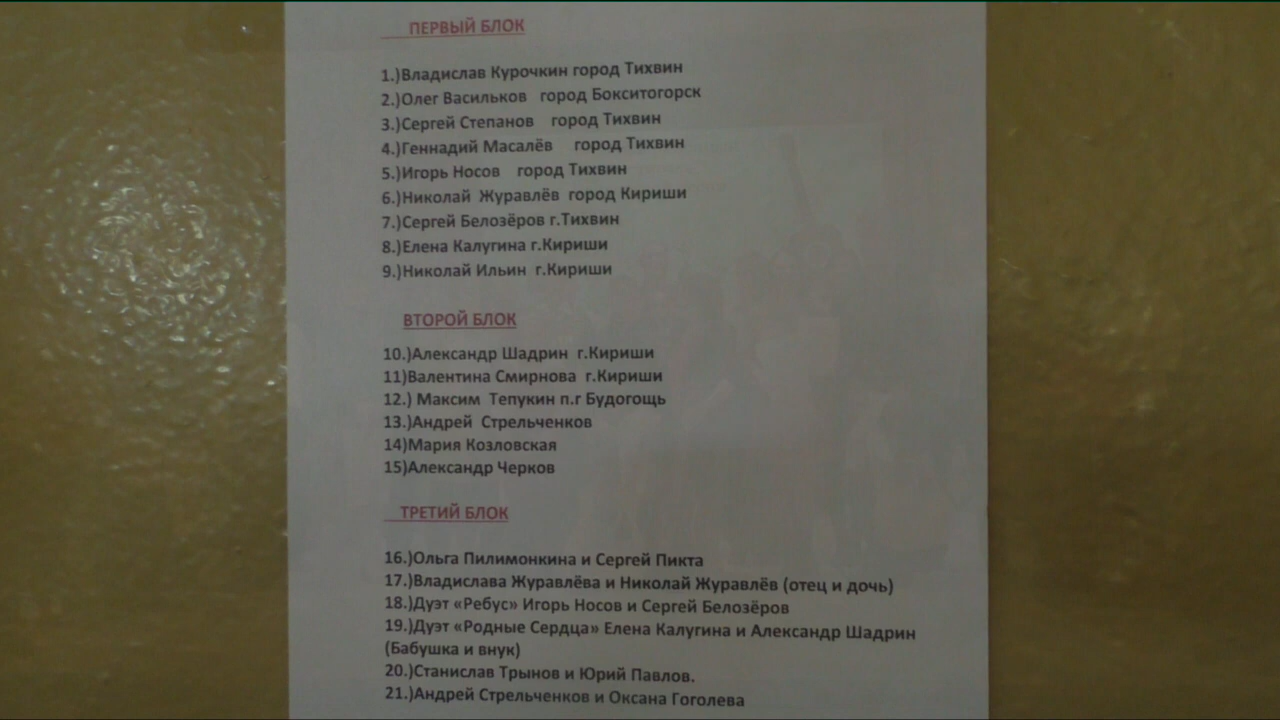 ПЕРВЫЙ БЛОК
1.)Владислав Курочкин город Тихвин
2.)Олег Васильков город Бокситогорск
3.)Сергей Степанов город Тихвин
4.)Геннадий Масалёв город Тихвин
5.)Игорь Носов город Тихвин
6.)Николай Журавлёв город Кириши
7.)Сергей Белозёров г.Тихвин
8.)Елена Калугина г.Кириши
9.)Николай Ильин г.Кириши
ВТОРОЙ БЛОК
10.)Александр Шадрин г.Кириши
11)Валентина Смирнова г.Кириши
12.) Максим Тепукин п.г Будогощь
13.)Андрей Стрельченков
14)Мария Козловская
15)Александр Черков
ТРЕТИЙ БЛОК
16.)Ольга Пилимонкина и Сергей Пикта
17.)Владислава Журавлёва и Николай Журавлёв (отец и дочь)
18.)Дуэт «Ребус» Игорь Носов и Сергей Белозёров
19.)Дуэт «Родные Сердца» Елена Калугина и Александр Шадрин
(Бабушка и внук)
20.)Станислав Трынов и Юрий Павлов.
21.)Андрей Стрельченков и Оксана Гоголева